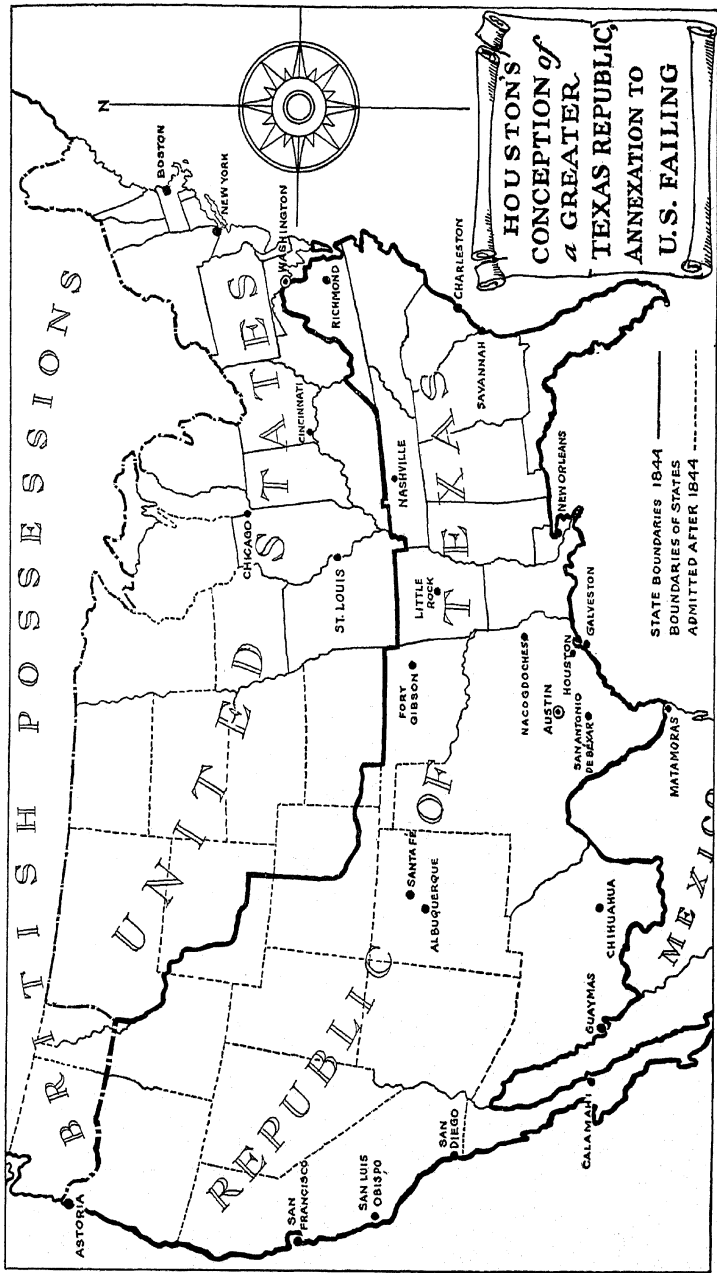 HOUSTON'S
CONCEPTION of
a GREATER
TEXAS REPUBLIC,
ANNEXATION TO
U.S. FAILING
N
BRITISH POSSESSIONS
UNITED STATES
REPUBLIC OF TEXAS
MEXICO
ASTORIA
BOSTON
NEW YORK
WASHINGTON
RICHMOND
CHICAGO
CINCINNATI
ST. LOUIS
NASHVILLE
CHARLESTON
SAVANNAH
LITTLE
ROCK
FORT
GIBSON
NEW ORLEANS
NACOGDOCHES
AUSTIN
HOUSTON
GALVESTON
SAN ANTONIO
DE BÉXAR
MATAMORAS
SANTA FE
ALBUQUERQUE
CHIHUAHUA
GUAYMAS
CALAMAHI
SAN
DIEGO
SAN LUIS
OBISPO
SAN
FRANCISCO
STATE BOUNDARIES 1844
BOUNDARIES OF STATES
ADMITTED AFTER 1844